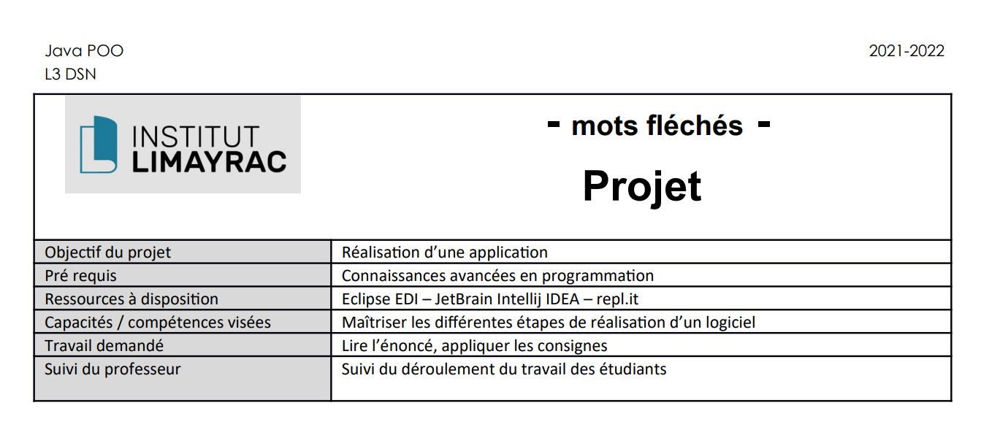 Java POO 2021-2022
L3 DSN
INSTITUT
LIMAYRAC
- mots fléchés -
Projet
Objectif du projet Réalisation d’une application
Pré requis Connaissances avancées en programmation
Ressources à disposition Eclipse EDI – JetBrain Intellij IDEA – repl.it
Capacités / compétences visées Maîtriser les différentes étapes de réalisation d’un logiciel
Travail demandé Lire l’énoncé, appliquer les consignes
Suivi du professeur Suivi du déroulement du travail des étudiants